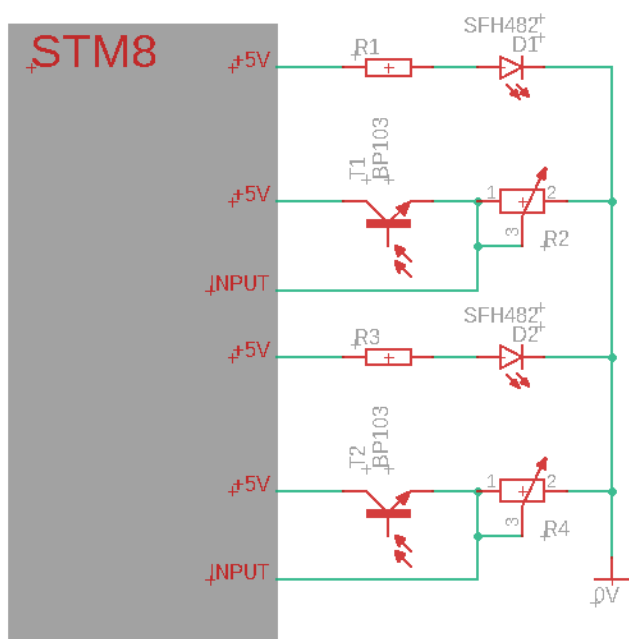 STM8
+5V
R1
SFH482
D1
+5V
T1
BP103
1
2
3
R2
INPUT
+5V
R3
SFH482
D2
+5V
T2
BP103
1
2
3
R4
INPUT
0V